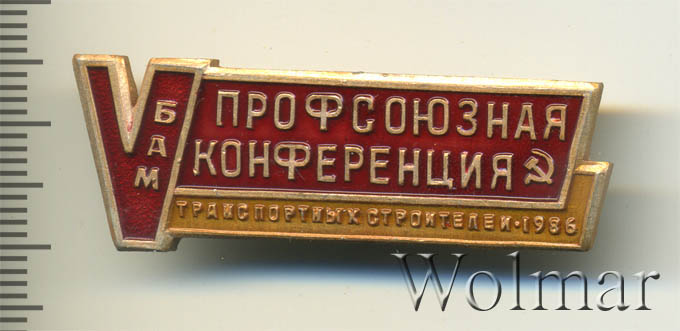 V
БАМ
ПРОФСОЮЗНАЯ
КОНФЕРЕНЦИЯ
ТРАНСПОРТНЫХ СТРОИТЕЛЕЙ·1986
Wolmar